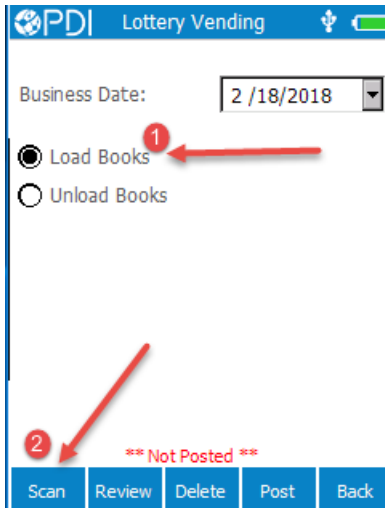 PDI Lottery Vending
Business Date: 2 /18/2018
1
Load Books
Unload Books
2
** Not Posted **
Scan Review Delete Post Back